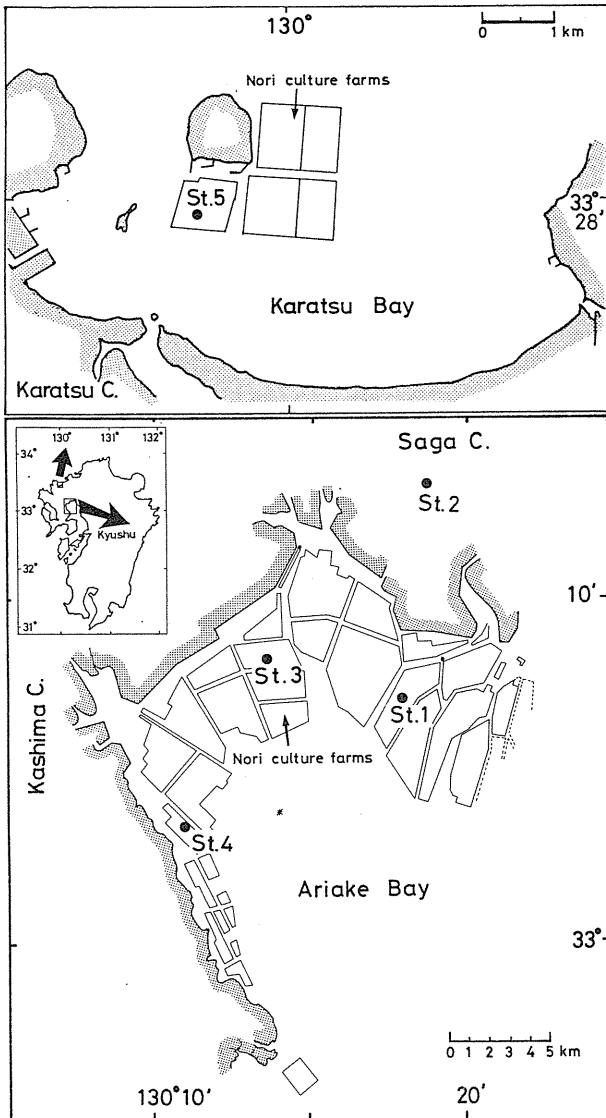 130°
0 1 km
Nori culture farms
St.5
33°
28'
Karatsu Bay
Karatsu C.
130° 131° 132°
34°
33°
32°
31°
Kyushu
Saga C.
St.2
10'
St.3
St.1
Kashima C.
Nori culture farms
St.4
Ariake Bay
33°
0 1 2 3 4 5 km
130°10'
20'